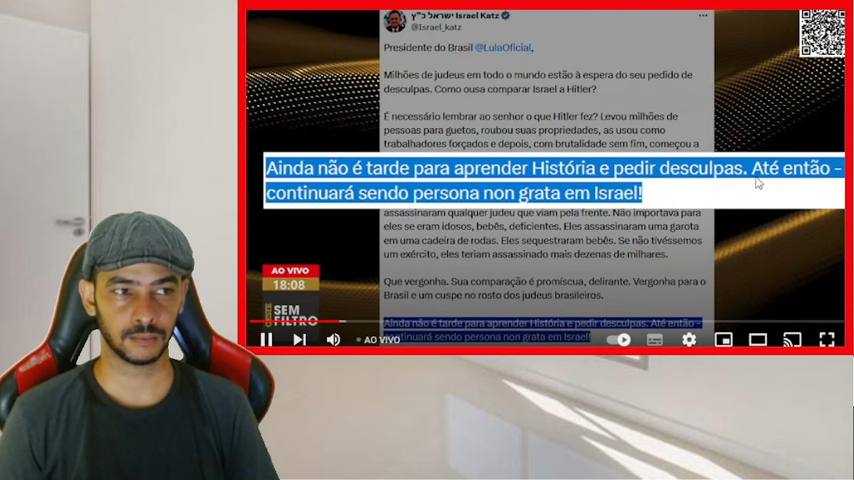 ישראל כ"ץ Israel Katz
@Israel_katz
Presidente do Brasil @LulaOficial,
Milhões de judeus em todo o mundo estão à espera do seu pedido de
desculpas. Como ousa comparar Israel a Hitler?
É necessário lembrar ao senhor o que Hitler fez? Levou milhões de
pessoas para guetos, roubou suas propriedades, as usou como
trabalhadores forçados e depois, com brutalidade sem fim, começou a
Ainda não é tarde para aprender História e pedir desculpas. Até então -
continuará sendo persona non grata em Israel!
assassinaram qualquer judeu que viam pela frente. Não importava para
eles se eram idosos, bebês, deficientes. Eles assassinaram uma garota
em uma cadeira de rodas. Eles sequestraram bebês. Se não tivéssemos
um exército, eles teriam assassinado mais dezenas de milhares.
Que vergonha. Sua comparação é promíscua, delirante. Vergonha para o
Brasil e um cuspe no rosto dos judeus brasileiros.
Ainda não é tarde para aprender História e pedir desculpas. Até então -
continuará sendo persona non grata em Israel!
AO VIVO
18:08
SEM
FILTRO
AO VIVO